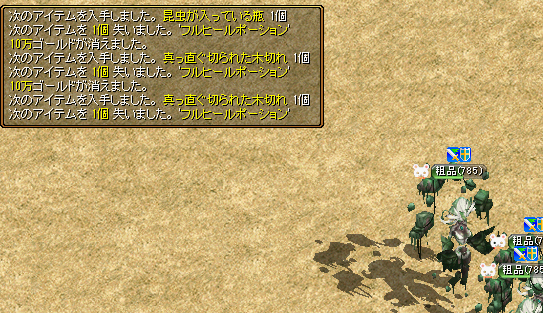 次のアイテムを入手しました。昆虫が入っている瓶 1個
次のアイテムを 1個 失いました。'フルヒールポーション'
10万ゴールドが消えました。
次のアイテムを入手しました。真っ直ぐ切られた木切れ 1個
次のアイテムを 1個 失いました。'フルヒールポーション'
10万ゴールドが消えました。
次のアイテムを入手しました。真っ直ぐ切られた木切れ 1個
次のアイテムを 1個 失いました。'フルヒールポーション'
粗品(785)
粗品(7
粗品(785